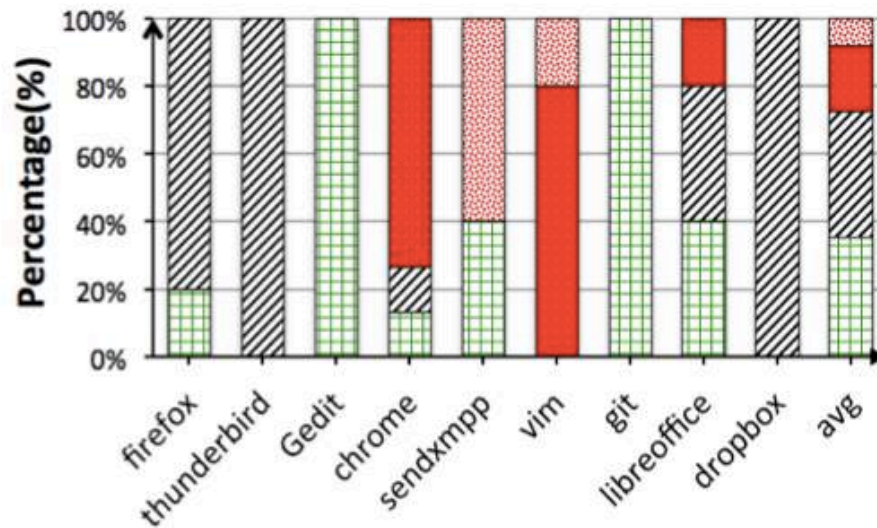 Percentage(%)
100%
80%
60%
40%
20%
0%
firefox
thunderbird
Gedit
chrome
sendxmpp
vim
git
libreoffice
dropbox
avg